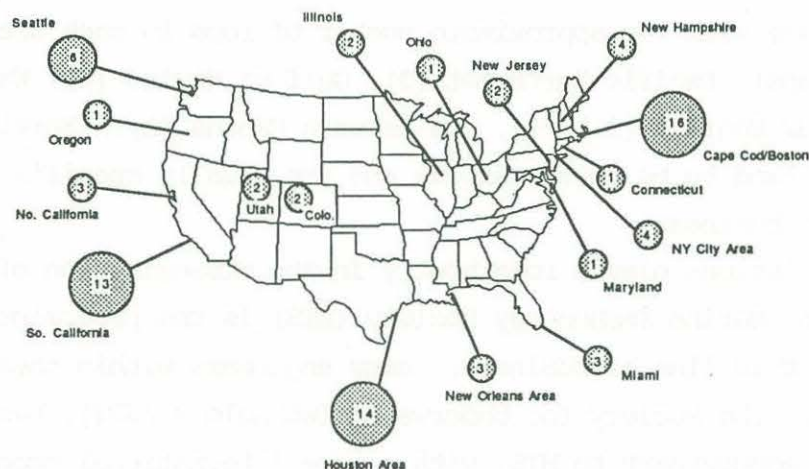 Seattle
6
Illinois
2
Ohio
1
New Jersey
2
New Hampshire
4
Oregon
1
16
Cape Cod/Boston
No. California
3
2
Utah
2
Colo.
1
Connecticut
4
NY City Area
1
Maryland
13
So. California
3
New Orleans Area
3
Miami
14
Houston Area